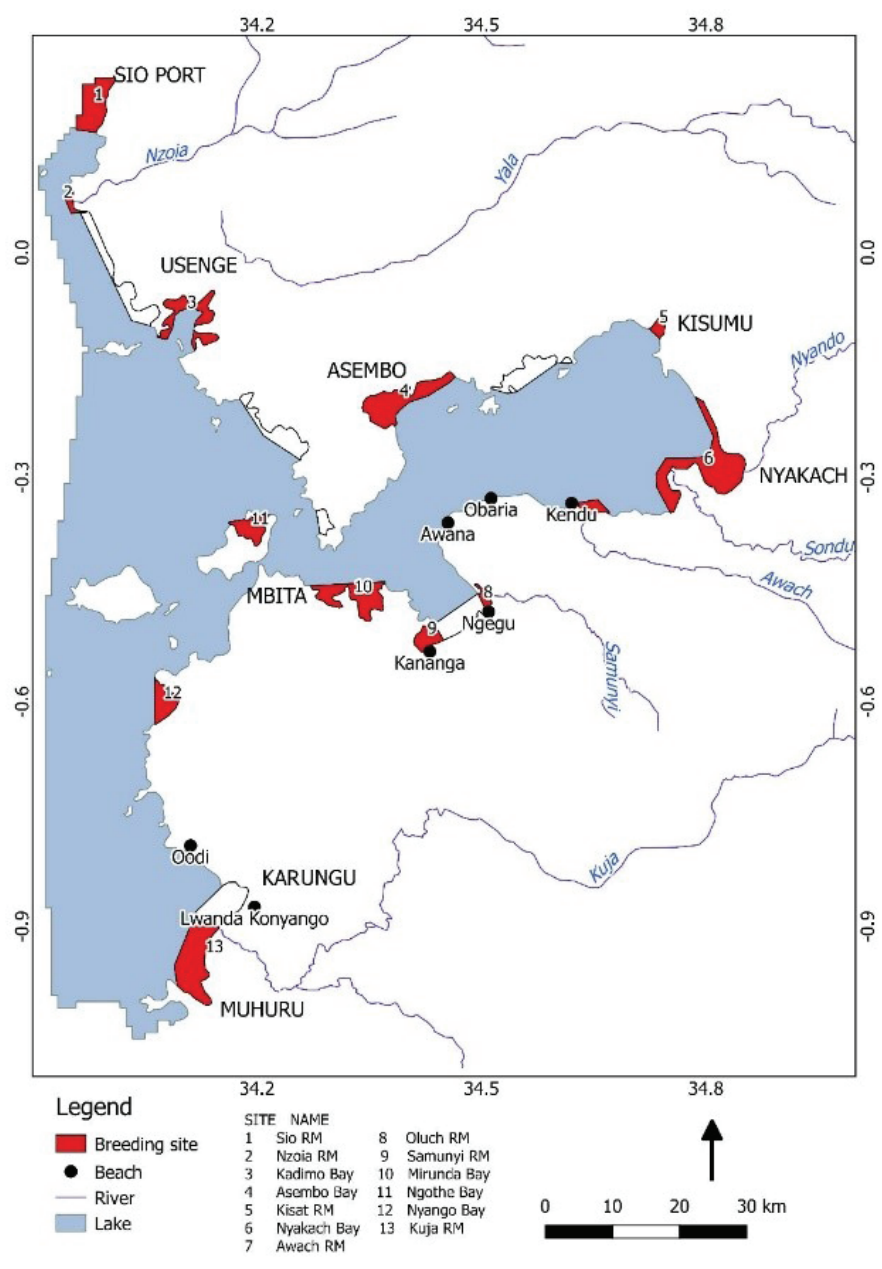 34.2 34.5 34.8
SIO PORT
1
Nzoia
Yala
2
0.0
0.0
USENGE
3
5
KISUMU
Nyando
ASEMBO
4
6
-0.3
-0.3
NYAKACH
Obaria
Kendu
11
Awana
Sondu
Awach
MBITA
10
8
Ngegu
9
Kananga
Samunyi
12
-0.6
-0.6
Oodi
Kuja
KARUNGU
-0.9
-0.9
Lwanda Konyango
13
MUHURU
34.2 34.5 34.8
Legend
Breeding site
Beach
River
Lake
SITE NAME
1 Sio RM
2 Nzoia RM
3 Kadimo Bay
4 Asembo Bay
5 Kisat RM
6 Nyakach Bay
7 Awach RM
8 Oluch RM
9 Samunyi RM
10 Mirunda Bay
11 Ngothe Bay
12 Nyango Bay
13 Kuja RM
0 10 20 30 km